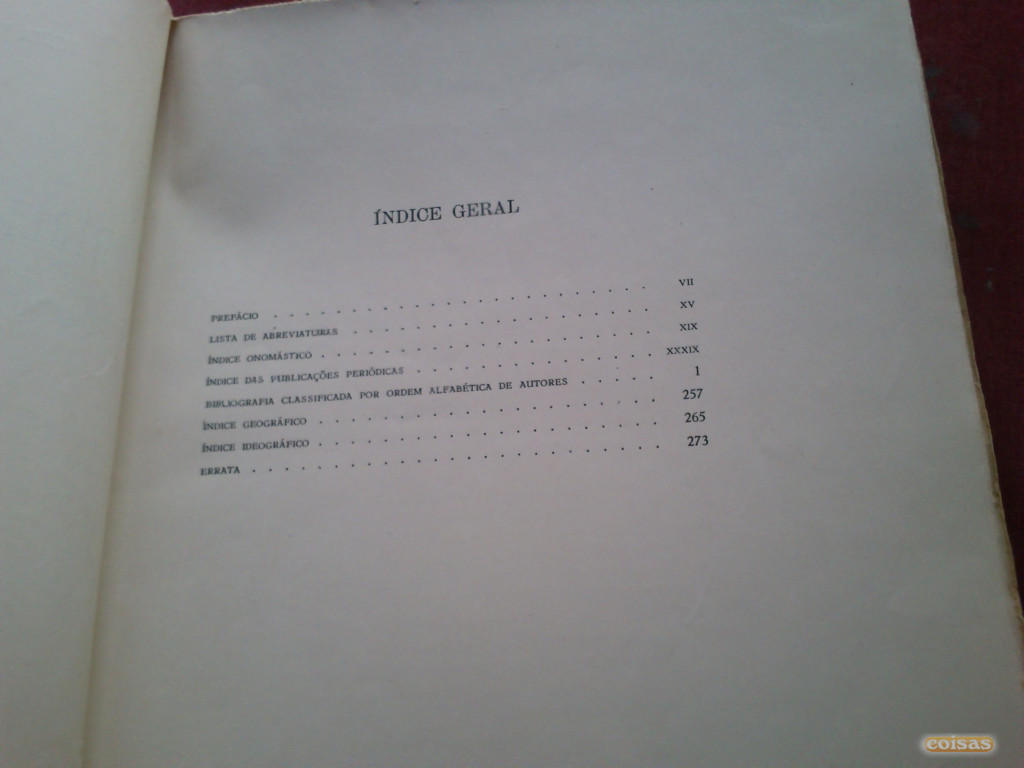 ÍNDICE GERAL
PREFÁCIO . . . . . . . . . . . . . . . . . . . . . . . . VII
LISTA DE ABREVIATURAS . . . . . . . . . . . . . . . . . . . XV
ÍNDICE ONOMÁSTICO . . . . . . . . . . . . . . . . . . . . . XIX
ÍNDICE DAS PUBLICAÇÕES PERIÓDICAS . . . . . . . . . . . . . . . XXXIX
BIBLIOGRAFIA CLASSIFICADA POR ORDEM ALFABÉTICA DE AUTORES . . . . . 1
ÍNDICE GEOGRÁFICO . . . . . . . . . . . . . . . . . . . . . 257
ÍNDICE IDEOGRÁFICO . . . . . . . . . . . . . . . . . . . . . 265
ERRATA . . . . . . . . . . . . . . . . . . . . . . . . . 273
coisas